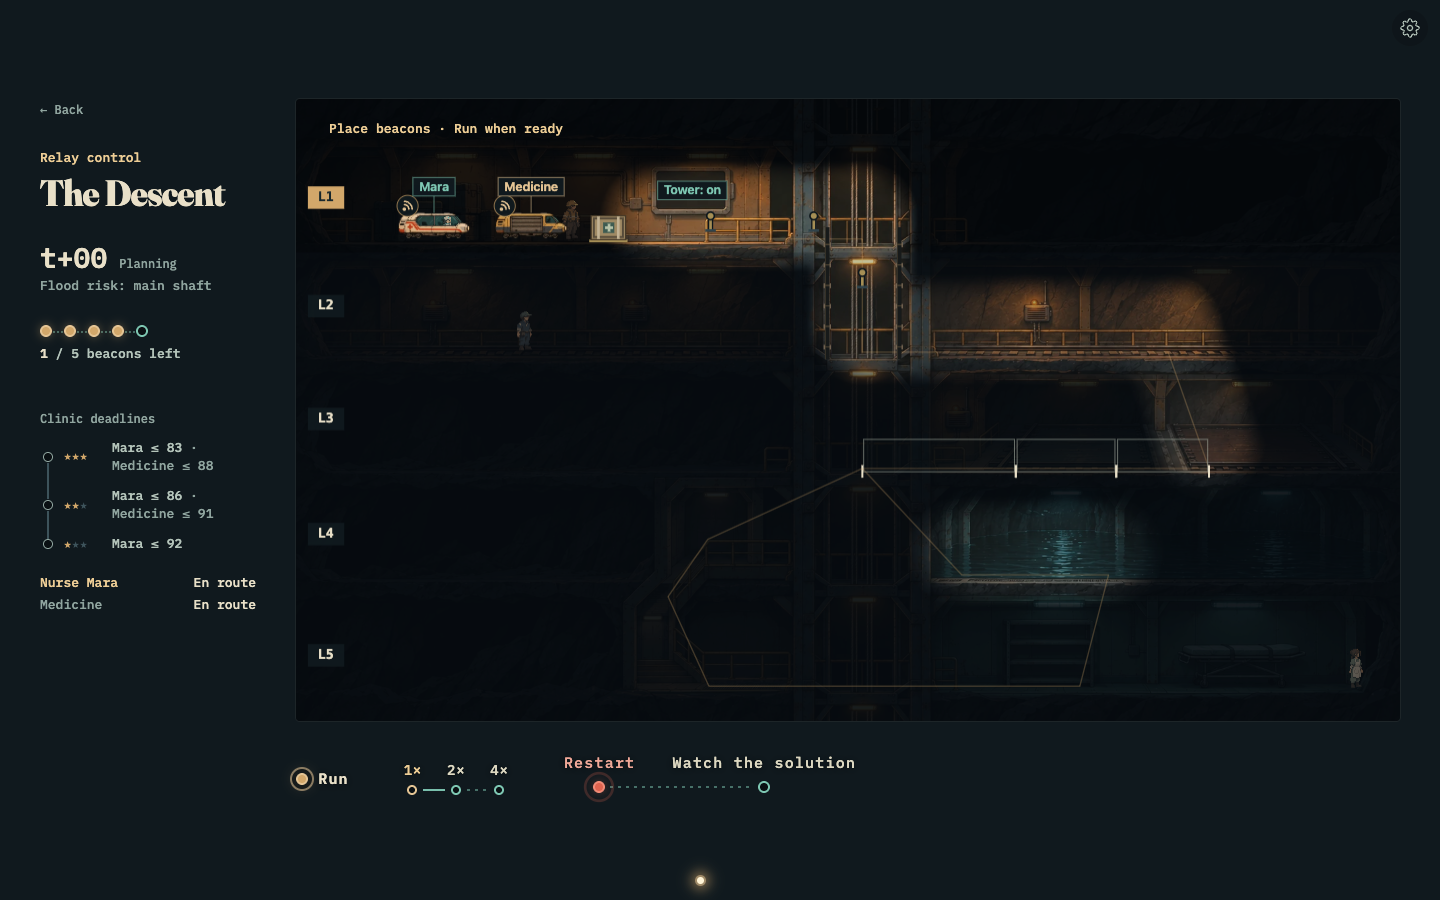 ← Back
Relay control
The Descent
t+00 Planning
Flood risk: main shaft
1 / 5 beacons left
Clinic deadlines
★★★ Mara ≤ 83 ·
Medicine ≤ 88
★★★ Mara ≤ 86 ·
Medicine ≤ 91
★★★ Mara ≤ 92
Nurse Mara En route
Medicine En route
Place beacons · Run when ready
L1
Mara
Medicine
Tower: on
L2
L3
L4
L5
Run
1× 2× 4×
Restart
Watch the solution